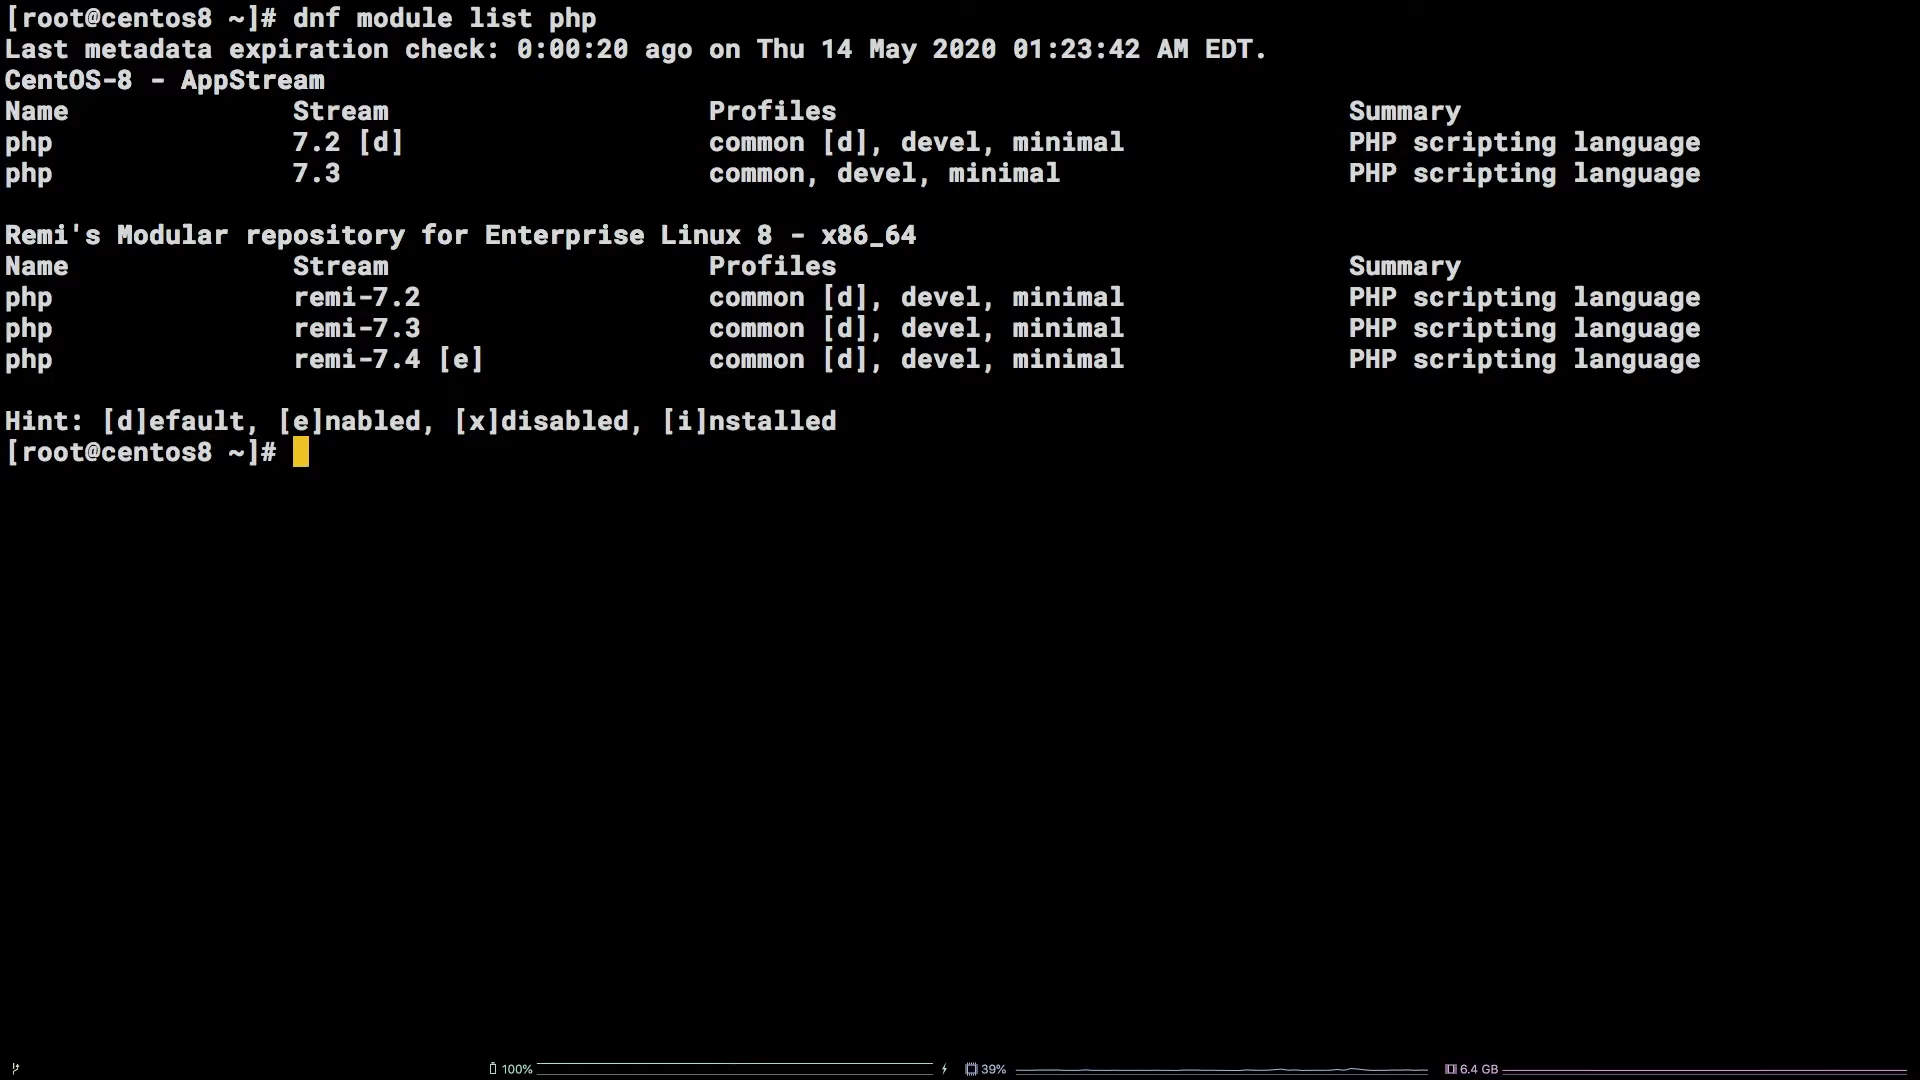 [root@centos8 ~]# dnf module list php
Last metadata expiration check: 0:00:20 ago on Thu 14 May 2020 01:23:42 AM EDT.
CentOS-8 - AppStream
Name Stream Profiles Summary
php 7.2 [d] common [d], devel, minimal PHP scripting language
php 7.3 common, devel, minimal PHP scripting language
Remi's Modular repository for Enterprise Linux 8 - x86_64
Name Stream Profiles Summary
php remi-7.2 common [d], devel, minimal PHP scripting language
php remi-7.3 common [d], devel, minimal PHP scripting language
php remi-7.4 [e] common [d], devel, minimal PHP scripting language
Hint: [d]efault, [e]nabled, [x]disabled, [i]nstalled
[root@centos8 ~]#
100% 39% 6.4 GB